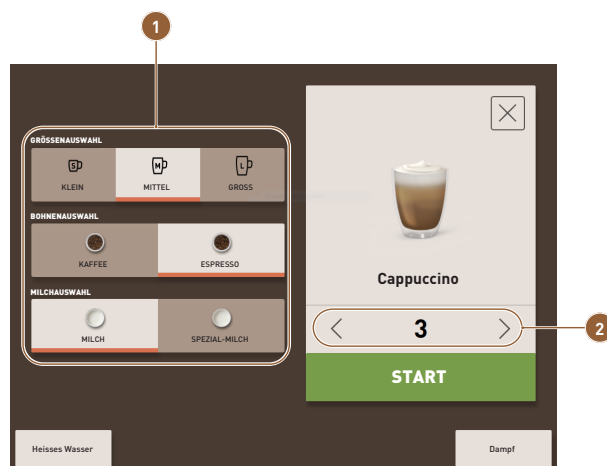 1
GRÖSSENAUSWAHL
S M L
KLEIN MITTEL GROSS
BOHNENAUSWAHL
KAFFEE ESPRESSO
MILCHAUSWAHL
MILCH SPEZIAL-MILCH
Cappuccino
3
2
START
Heisses Wasser
Dampf